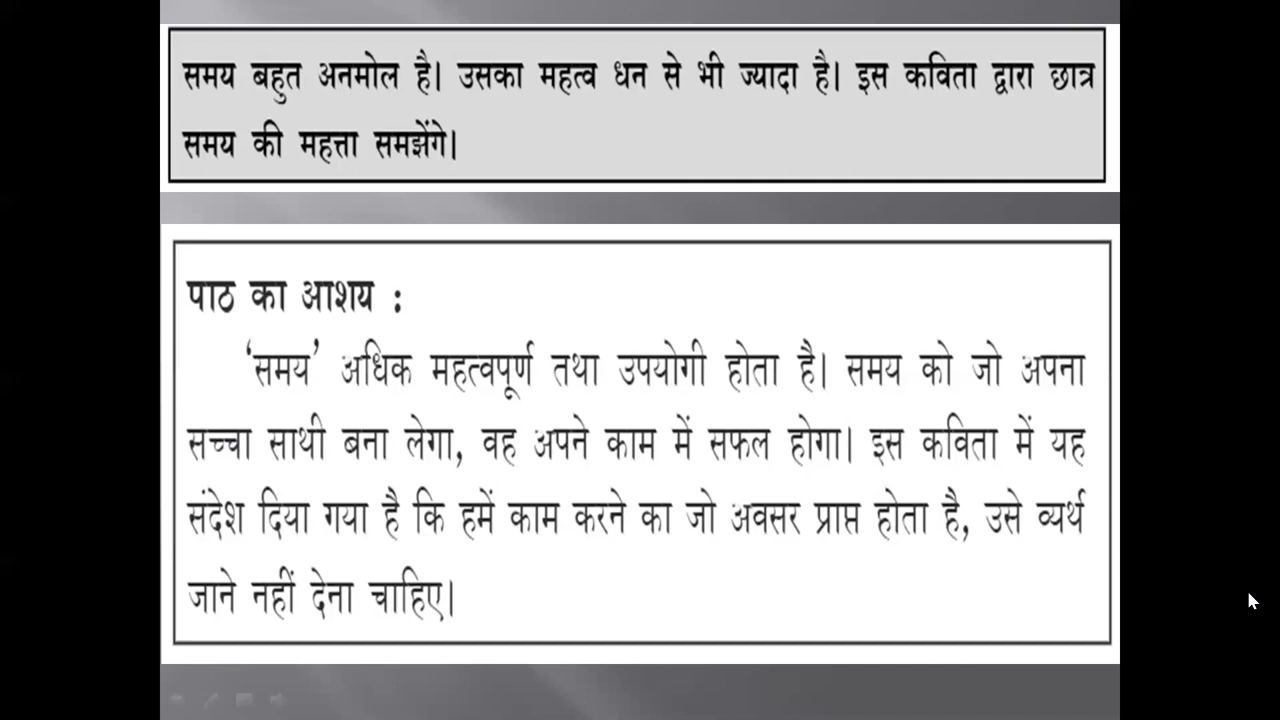 समय बहुत अनमोल है। उसका महत्व धन से भी ज्यादा है। इस कविता द्वारा छात्र
समय की महत्ता समझेंगे।
पाठ का आशय :
‘समय’ अधिक महत्वपूर्ण तथा उपयोगी होता है। समय को जो अपना
सच्चा साथी बना लेगा, वह अपने काम में सफल होगा। इस कविता में यह
संदेश दिया गया है कि हमें काम करने का जो अवसर प्राप्त होता है, उसे व्यर्थ
जाने नहीं देना चाहिए।